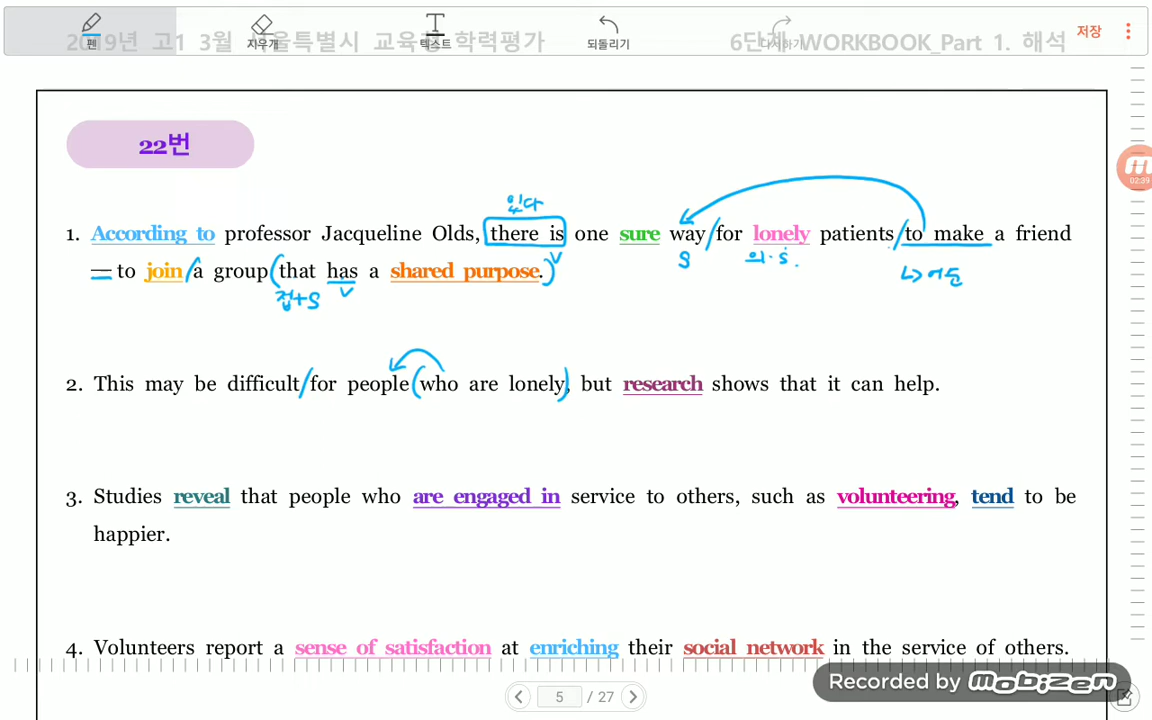 2019년 고1 3월 서울특별시 교육청 학력평가 6단계 WORKBOOK_Part 1. 해석
펜 지우개 텍스트 되돌리기 다시하기 저장
22번
02:39
있다
1. According to professor Jacqueline Olds, there is one sure way / for lonely patients / to make a friend
V S 의.S. ↳ 어둔
— to join / a group (that has a shared purpose.)
접+S V
2. This may be difficult / for people (who are lonely), but research shows that it can help.
3. Studies reveal that people who are engaged in service to others, such as volunteering, tend to be
happier.
4. Volunteers report a sense of satisfaction at enriching their social network in the service of others.
Recorded by mobizen
5 / 27